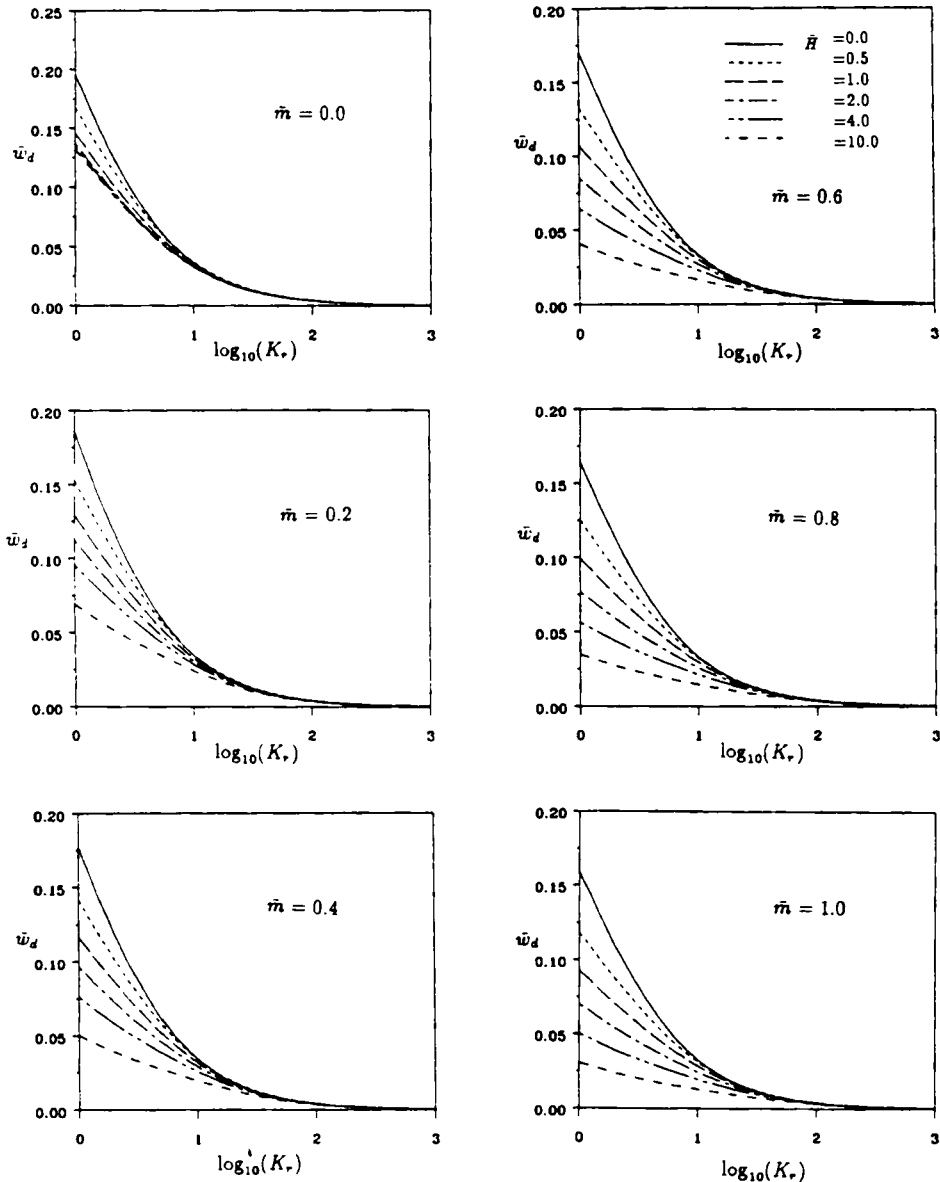 0.25
0.20
0.15
w̄_d
0.10
0.05
0.00
m̄ = 0.0
0 1 2 3
log₁₀(K_r)
0.20
0.15
w̄_d
0.10
0.05
0.00
H̄ =0.0
=0.5
=1.0
=2.0
=4.0
=10.0
m̄ = 0.6
0 1 2 3
log₁₀(K_r)
0.20
0.15
w̄_d
0.10
0.05
0.00
m̄ = 0.2
0 1 2 3
log₁₀(K_r)
0.20
0.15
w̄_d
0.10
0.05
0.00
m̄ = 0.8
0 1 2 3
log₁₀(K_r)
0.20
0.15
w̄_d
0.10
0.05
0.00
m̄ = 0.4
0 1 2 3
log₁₀(K_r)
0.20
0.15
w̄_d
0.10
0.05
0.00
m̄ = 1.0
0 1 2 3
log₁₀(K_r)